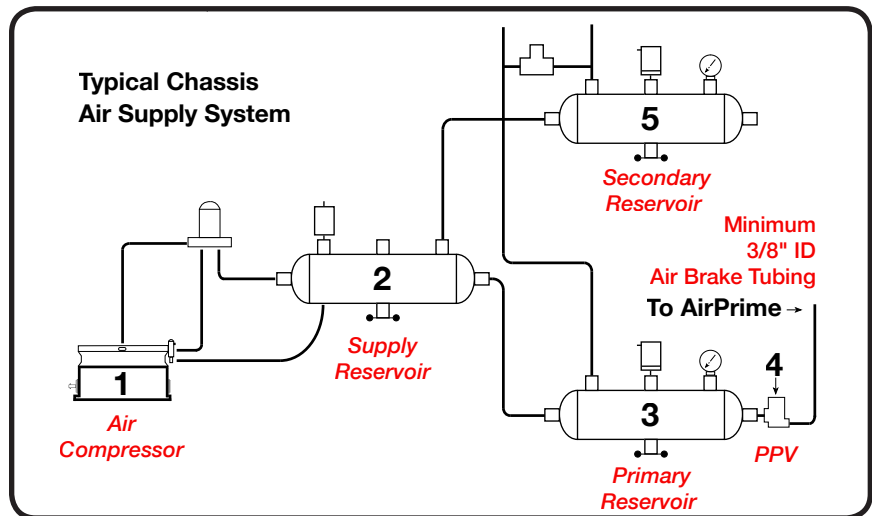 Typical Chassis
Air Supply System
5
Secondary
Reservoir
Minimum
3/8" ID
Air Brake Tubing
To AirPrime →
2
Supply
Reservoir
1
Air
Compressor
4
3
PPV
Primary
Reservoir